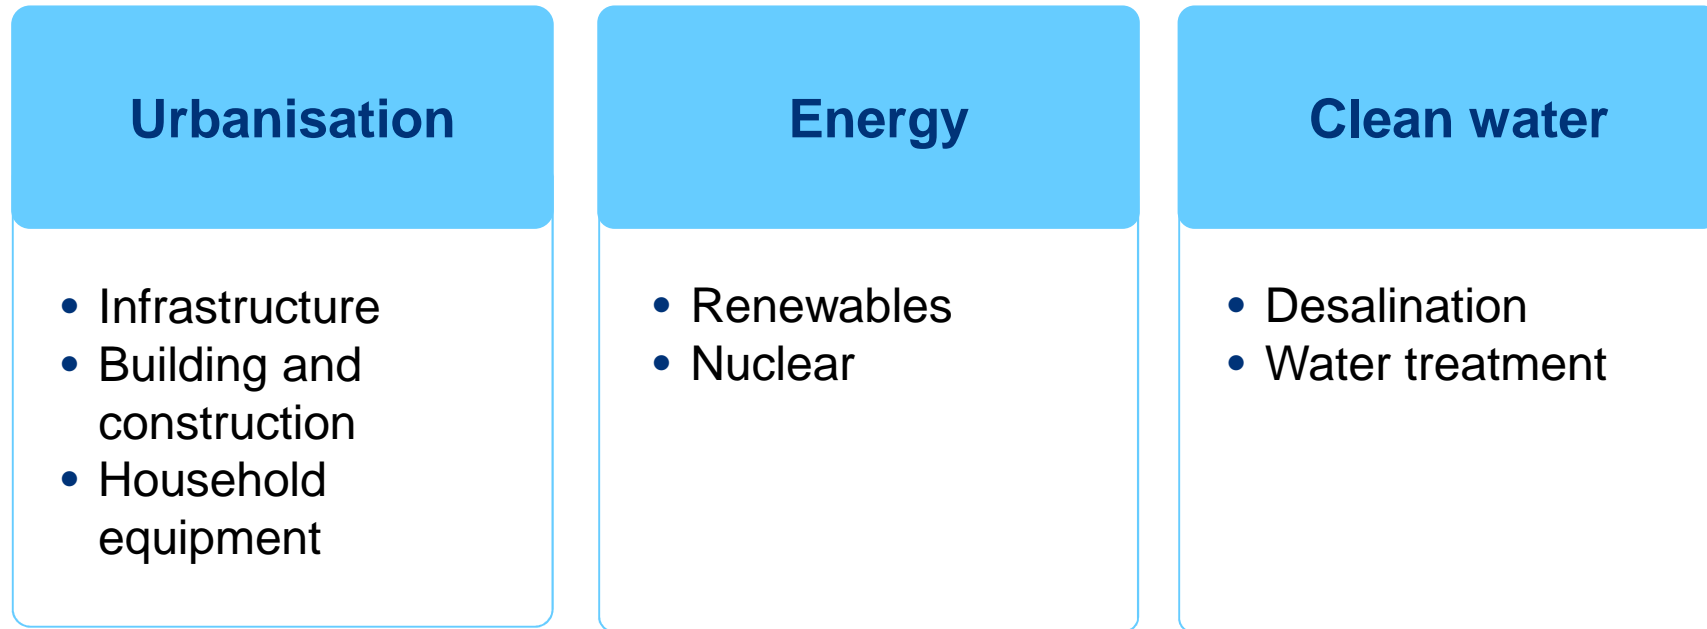 Urbanisation
• Infrastructure
• Building and
construction
• Household
equipment
Energy
• Renewables
• Nuclear
Clean water
• Desalination
• Water treatment